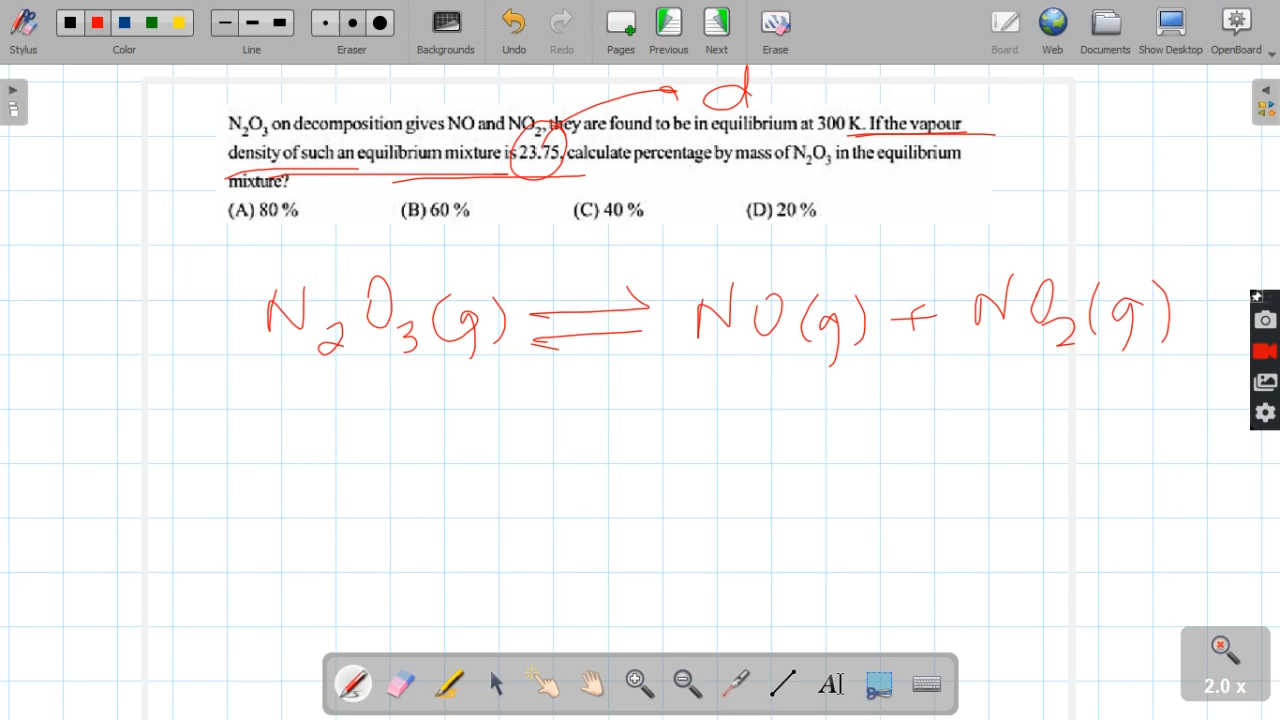 Stylus Color Line Eraser Backgrounds Undo Redo Pages Previous Next Erase Board Web Documents Show Desktop OpenBoard
d
N₂O₃ on decomposition gives NO and NO₂, they are found to be in equilibrium at 300 K. If the vapour
density of such an equilibrium mixture is 23.75, calculate percentage by mass of N₂O₃ in the equilibrium
mixture?
(A) 80 % (B) 60 % (C) 40 % (D) 20 %
N₂O₃(g) ⇌ NO(g) + NO₂(g)
2.0 x